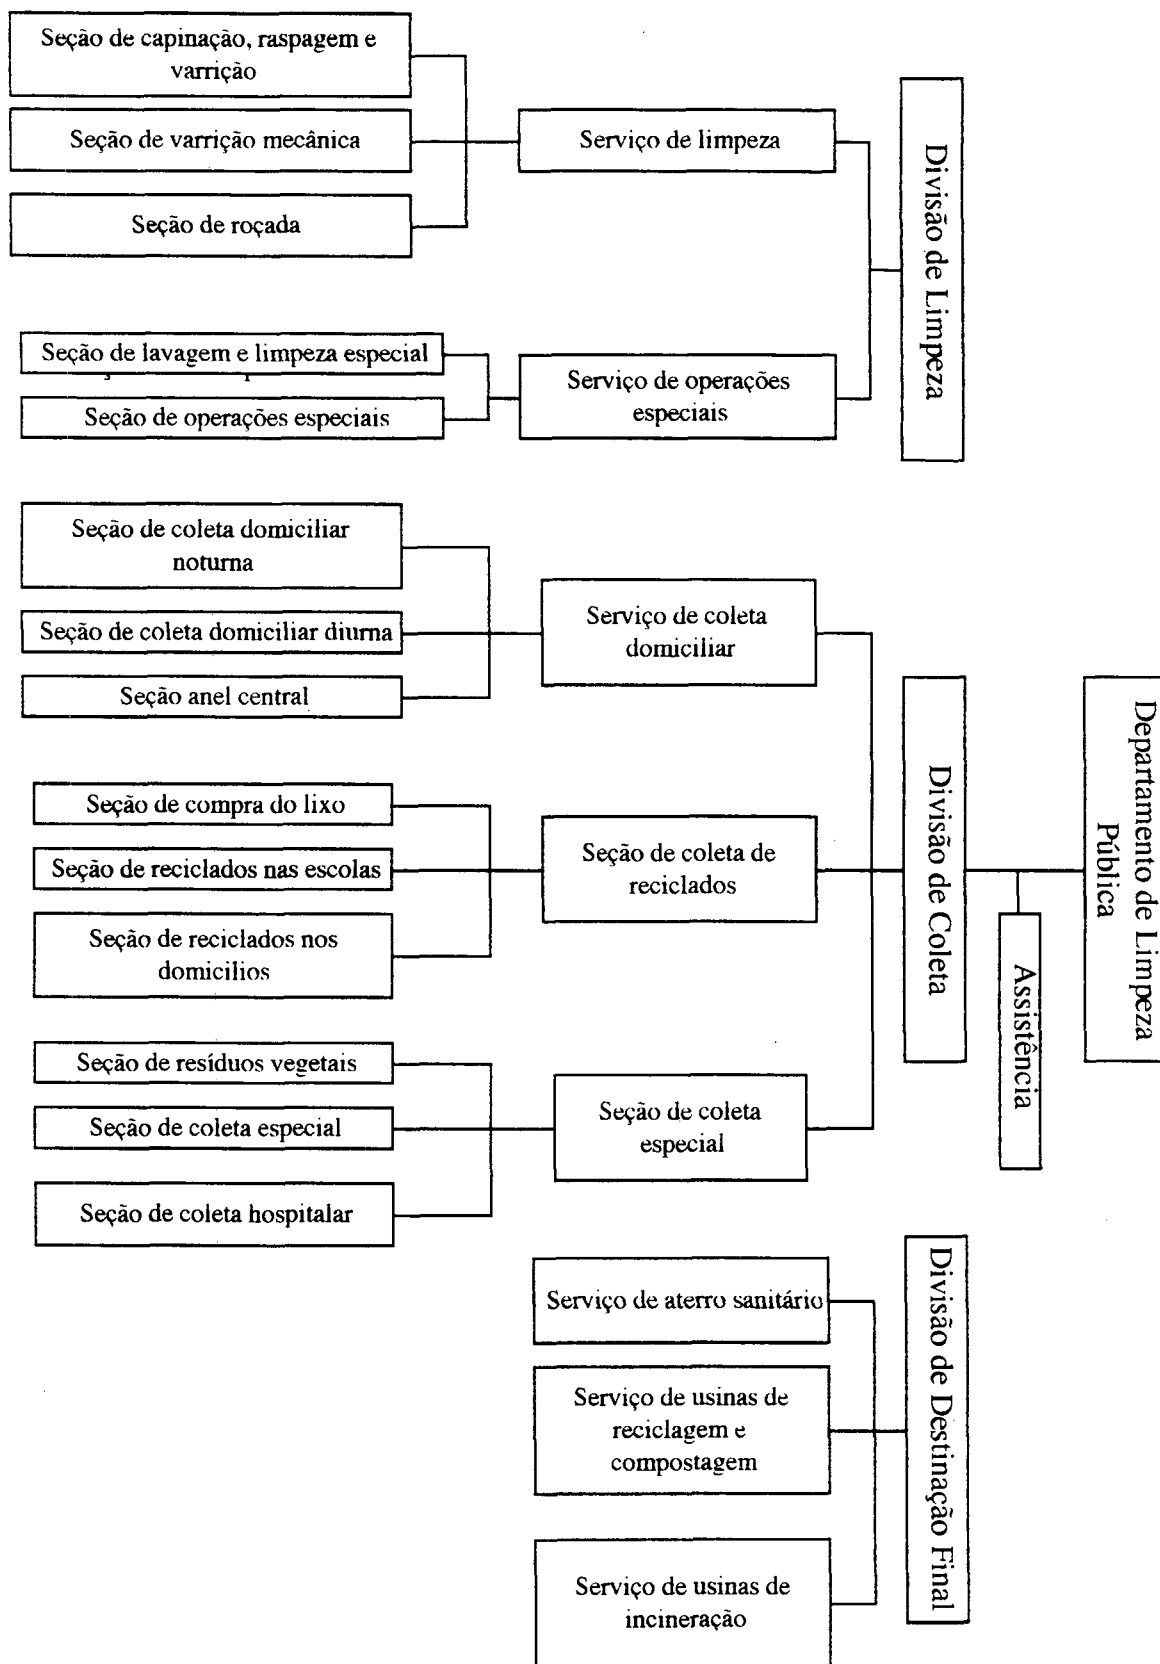 Seção de capinação, raspagem e
varrição
Seção de varrição mecânica
Seção de roçada
Serviço de limpeza
Divisão de Limpeza
Seção de lavagem e limpeza especial
Seção de operações especiais
Serviço de operações
especiais
Seção de coleta domiciliar
noturna
Seção de coleta domiciliar diurna
Seção anel central
Serviço de coleta
domiciliar
Seção de compra do lixo
Seção de reciclados nas escolas
Seção de reciclados nos
domicilios
Seção de coleta de
reciclados
Divisão de Coleta
Departamento de Limpeza
Pública
Assistência
Seção de resíduos vegetais
Seção de coleta especial
Seção de coleta hospitalar
Seção de coleta
especial
Serviço de aterro sanitário
Serviço de usinas de
reciclagem e
compostagem
Serviço de usinas de
incineração
Divisão de Destinação Final